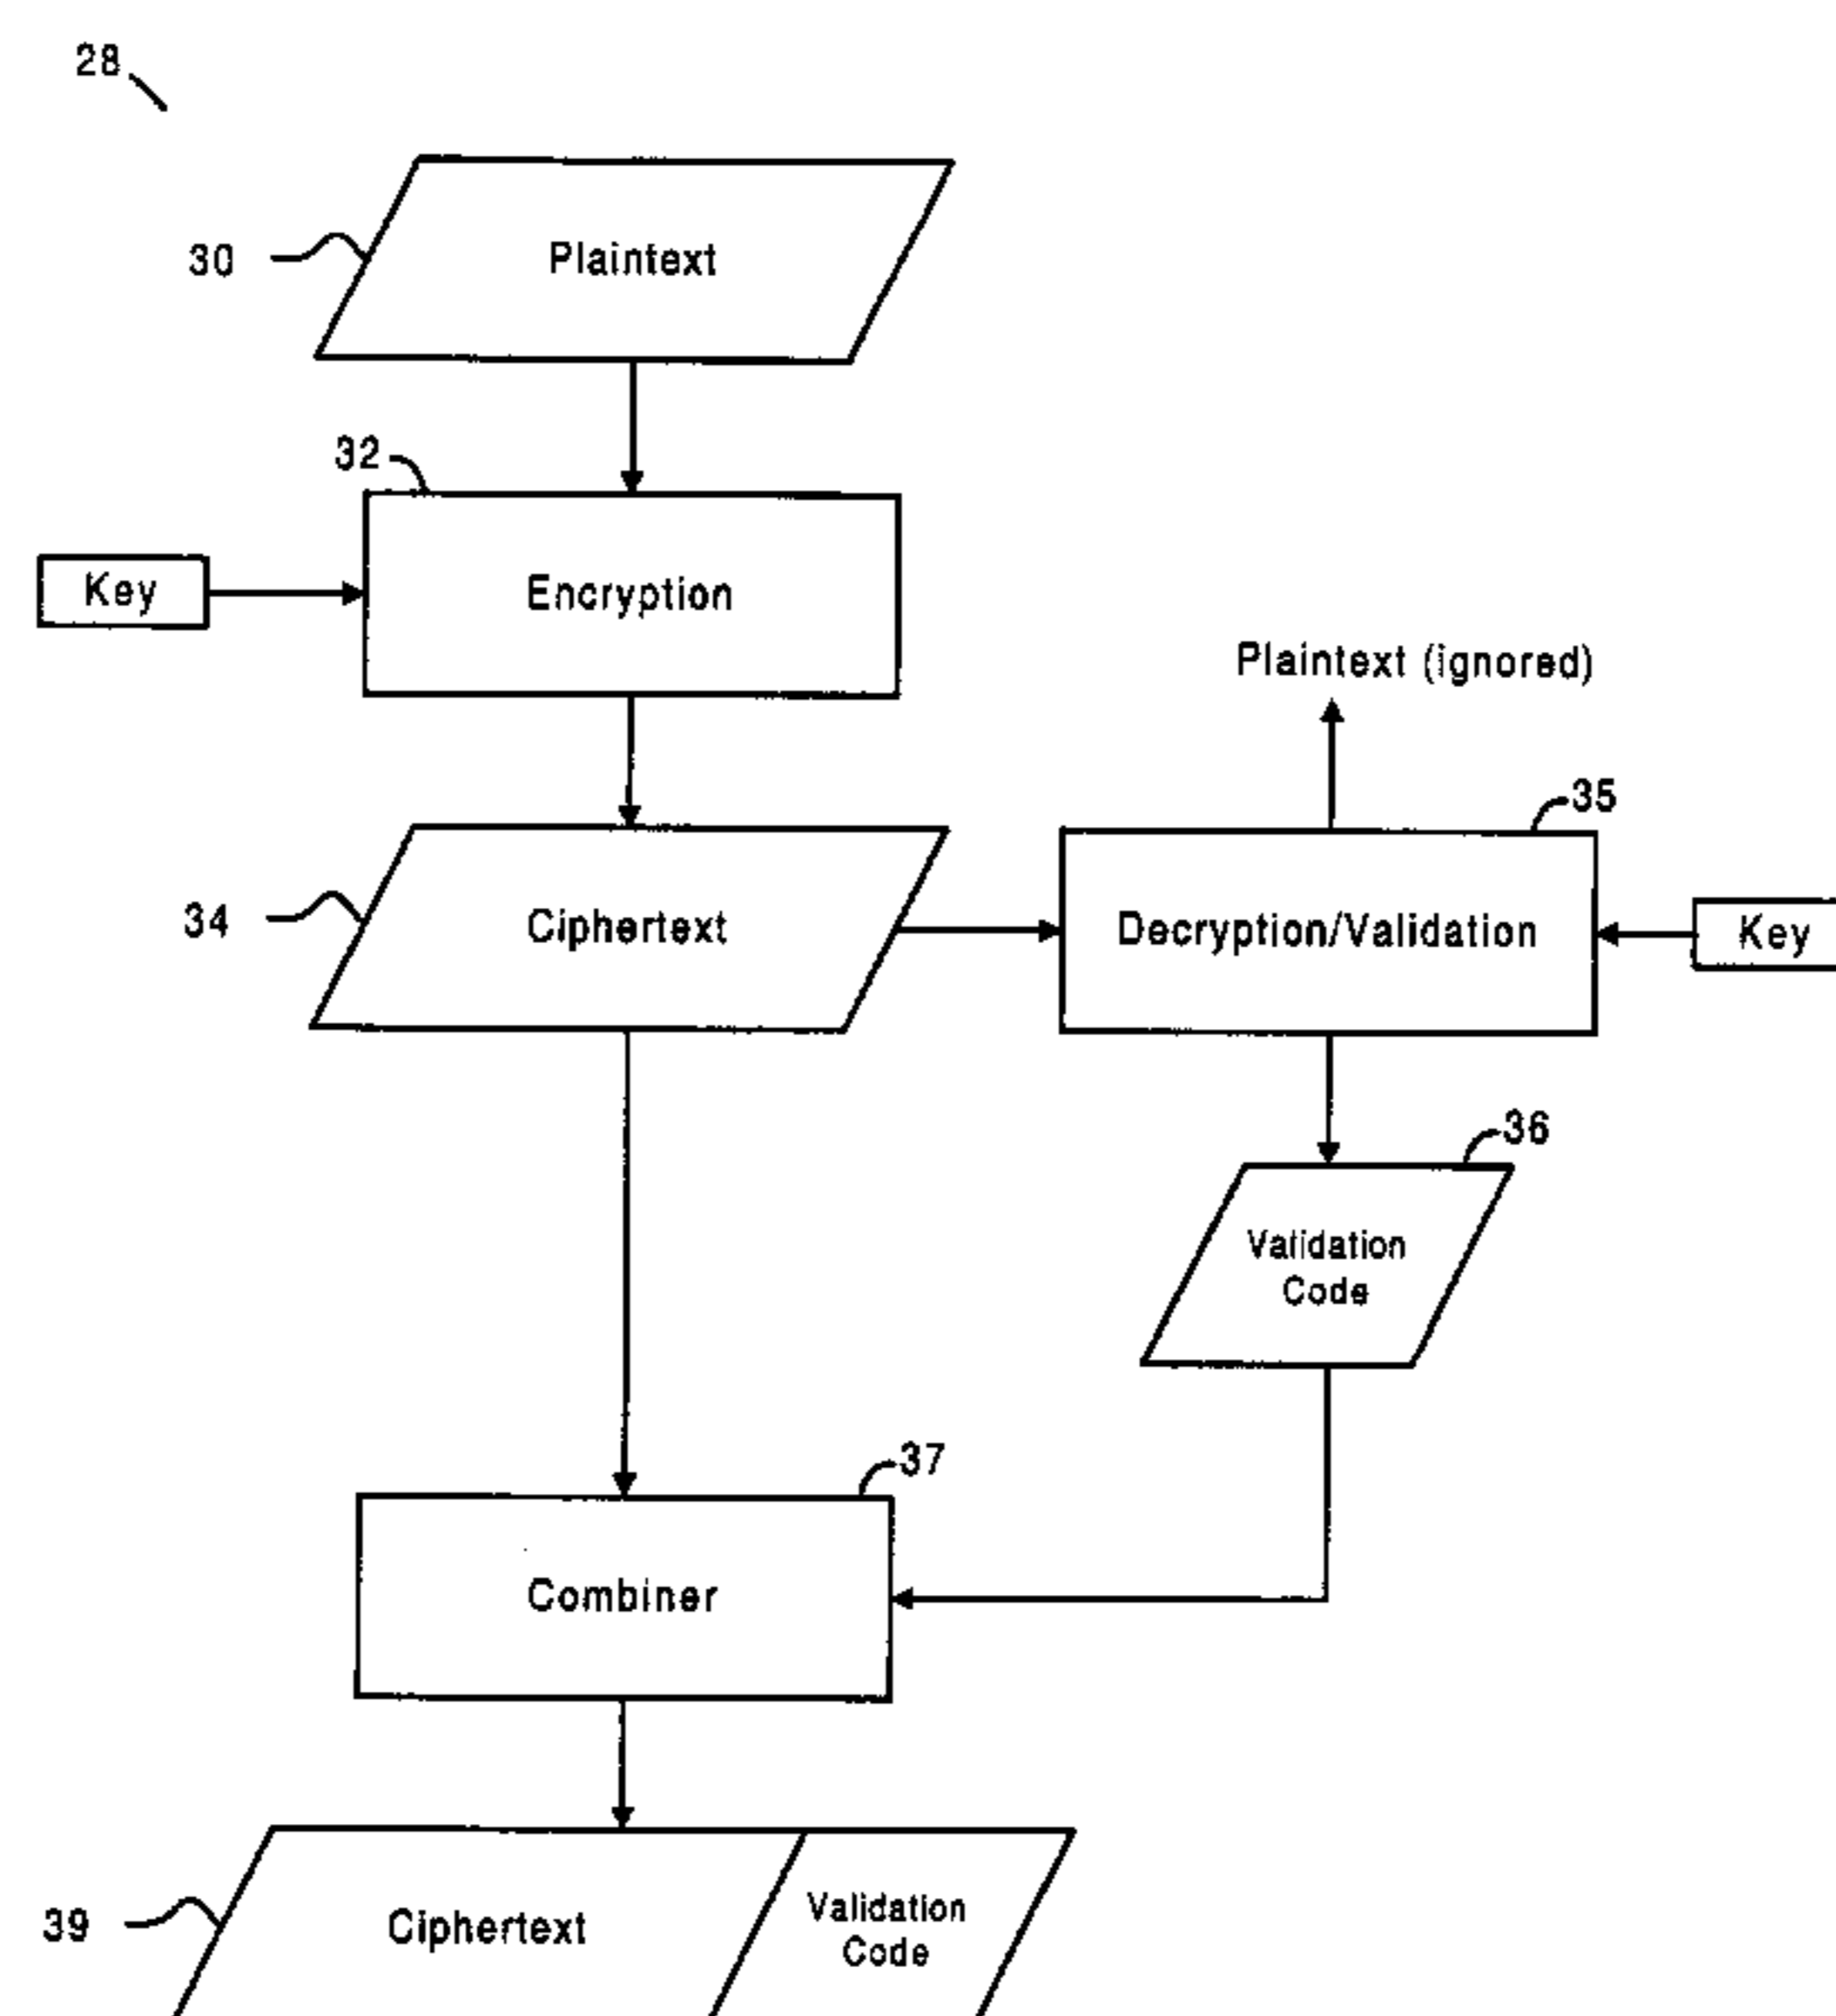 28
30
Plaintext
32
Key
Encryption
Plaintext (ignored)
35
34
Ciphertext
Decryption/Validation
Key
36
Validation
Code
37
Combiner
39
Ciphertext
Validation
Code